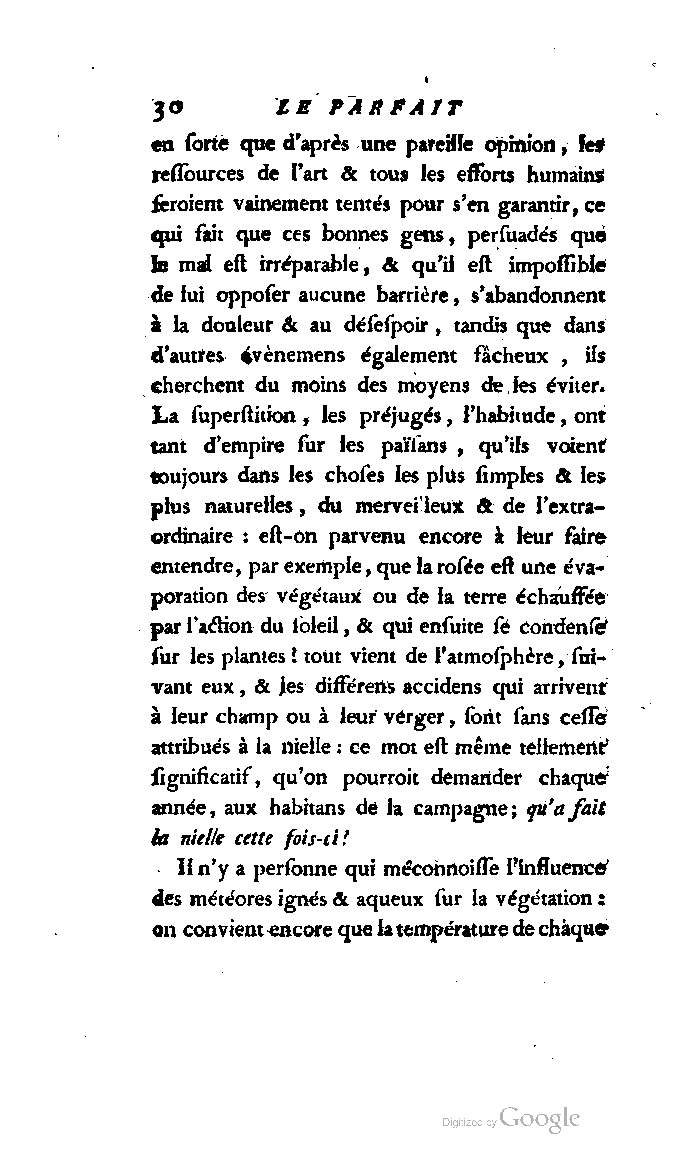 30 LE PARFAIT
en ſorte que d'après une pareille opinion, les
reſſources de l'art & tous les efforts humains
ſeroient vainement tentés pour s'en garantir, ce
qui fait que ces bonnes gens, perſuadés que
le mal eſt irréparable, & qu'il eſt impoſſible
de lui oppoſer aucune barrière, s'abandonnent
à la douleur & au déſeſpoir, tandis que dans
d'autres évènemens également fâcheux, ils
cherchent du moins des moyens de les éviter.
La ſuperſtition, les préjugés, l'habitude, ont
tant d'empire ſur les païſans, qu'ils voient
toujours dans les choſes les plus ſimples & les
plus naturelles, du merveilleux & de l'extra-
ordinaire : eſt-on parvenu encore à leur faire
entendre, par exemple, que la roſée eſt une éva-
poration des végétaux ou de la terre échauffée
par l'action du ſoleil, & qui enſuite ſe condenſe
ſur les plantes! tout vient de l'atmoſphère, ſui-
vant eux, & les différens accidens qui arrivent
à leur champ ou à leur verger, ſont ſans ceſſe
attribués à la nielle : ce mot eſt même tellement
ſignificatif, qu'on pourroit demander chaque
année, aux habitans de la campagne; qu'a fait
la nielle cette fois-ci!
Il n'y a perſonne qui méconnoiſſe l'influence
des météores ignés & aqueux ſur la végétation :
on convient encore que la température de chaque
Digitized by Google